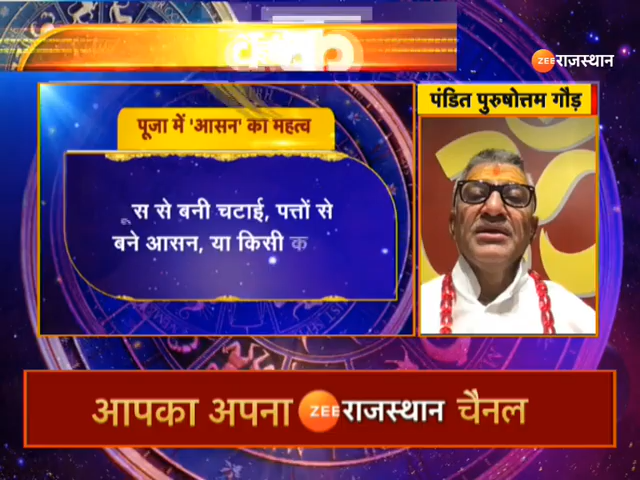 ZEE राजस्थान
पंडित पुरुषोत्तम गौड़
पूजा में 'आसन' का महत्व
ूस से बनी चटाई, पत्तों से
बने आसन, या किसी क
आपका अपना ZEE राजस्थान चैनल